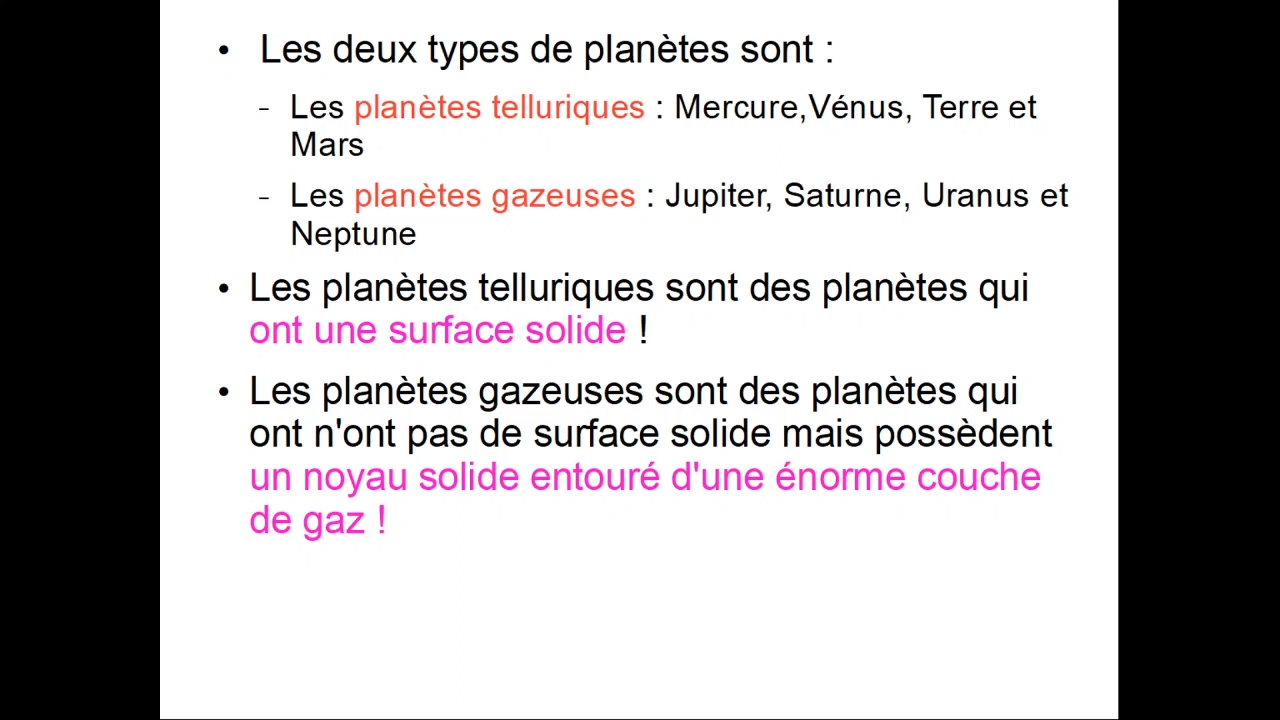 • Les deux types de planètes sont :
– Les planètes telluriques : Mercure,Vénus, Terre et
Mars
– Les planètes gazeuses : Jupiter, Saturne, Uranus et
Neptune
• Les planètes telluriques sont des planètes qui
ont une surface solide !
• Les planètes gazeuses sont des planètes qui
ont n'ont pas de surface solide mais possèdent
un noyau solide entouré d'une énorme couche
de gaz !